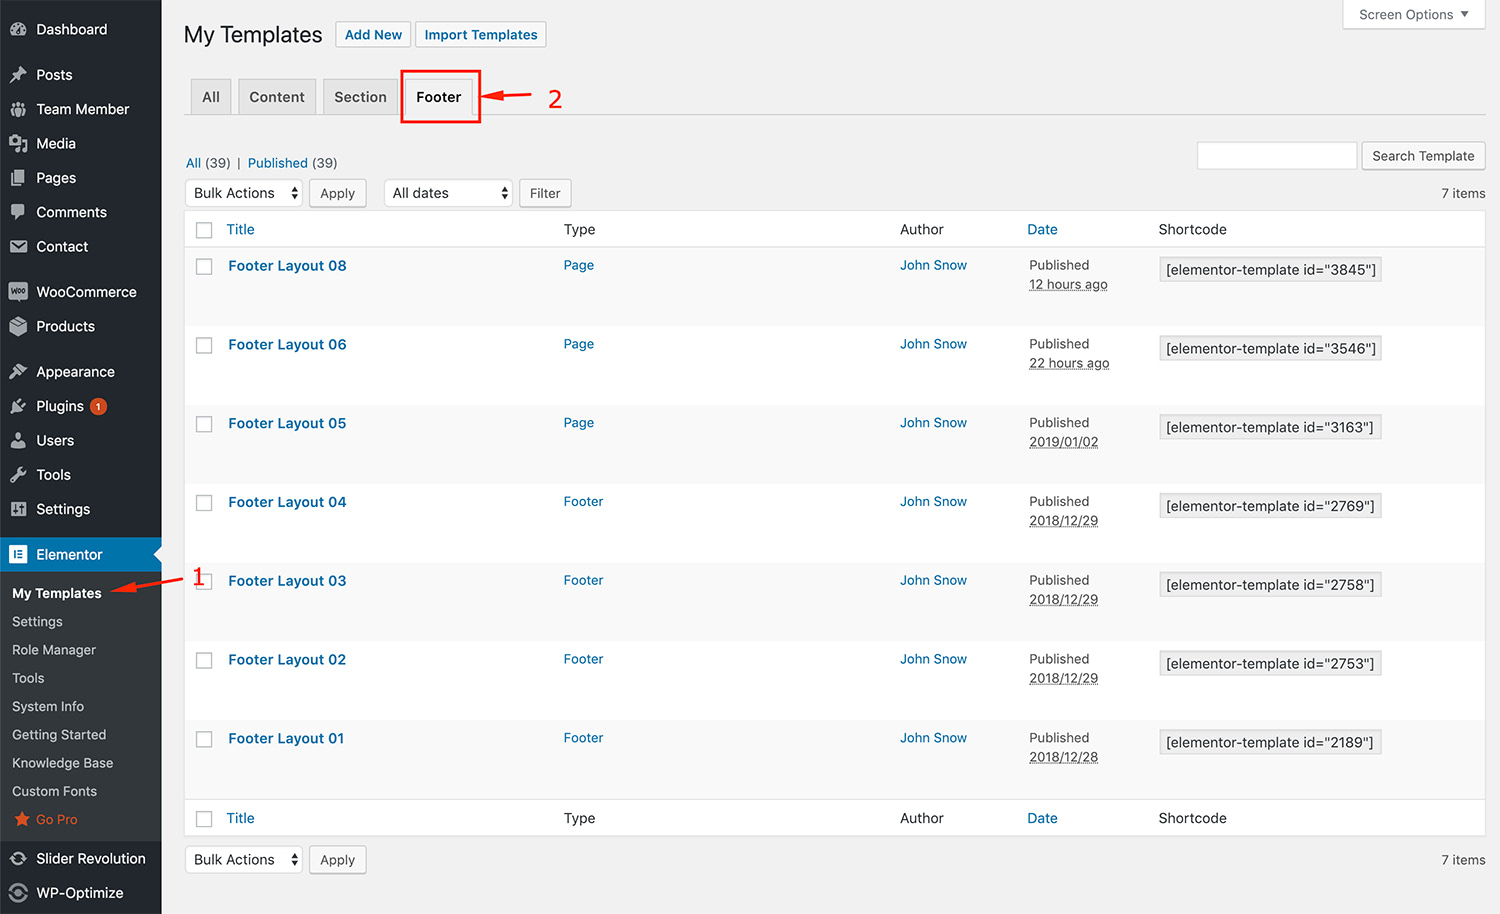 Dashboard
Posts
Team Member
Media
Pages
Comments
Contact
WooCommerce
Products
Appearance
Plugins 1
Users
Tools
Settings
Elementor
My Templates
Settings
Role Manager
Tools
System Info
Getting Started
Knowledge Base
Custom Fonts
Go Pro
Slider Revolution
WP-Optimize
Screen Options
My Templates Add New Import Templates
All Content Section Footer 2
All (39) | Published (39)
Search Template
Bulk Actions Apply All dates Filter 7 items
Title Type Author Date Shortcode
Footer Layout 08 Page John Snow Published [elementor-template id="3845"]
12 hours ago
Footer Layout 06 Page John Snow Published [elementor-template id="3546"]
22 hours ago
Footer Layout 05 Page John Snow Published [elementor-template id="3163"]
2019/01/02
Footer Layout 04 Footer John Snow Published [elementor-template id="2769"]
2018/12/29
1 Footer Layout 03 Footer John Snow Published [elementor-template id="2758"]
2018/12/29
Footer Layout 02 Footer John Snow Published [elementor-template id="2753"]
2018/12/29
Footer Layout 01 Footer John Snow Published [elementor-template id="2189"]
2018/12/28
Title Type Author Date Shortcode
Bulk Actions Apply 7 items